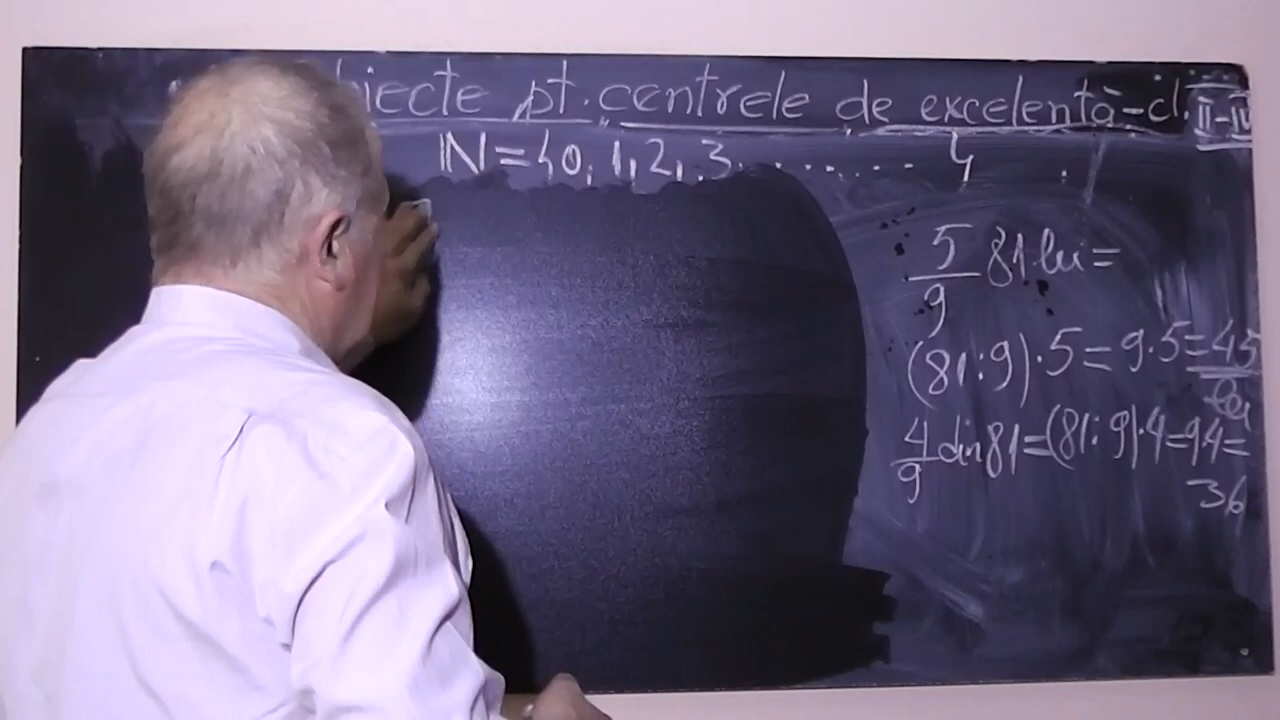 biecte pt. centrele de excelență-cl. II-IV
N={0, 1, 2, 3. . . . . . . . }
5/9 81 lei =
(81:9)·5=9·5=45
lei
4/9 din 81=(81:9)·4=9·4=
36